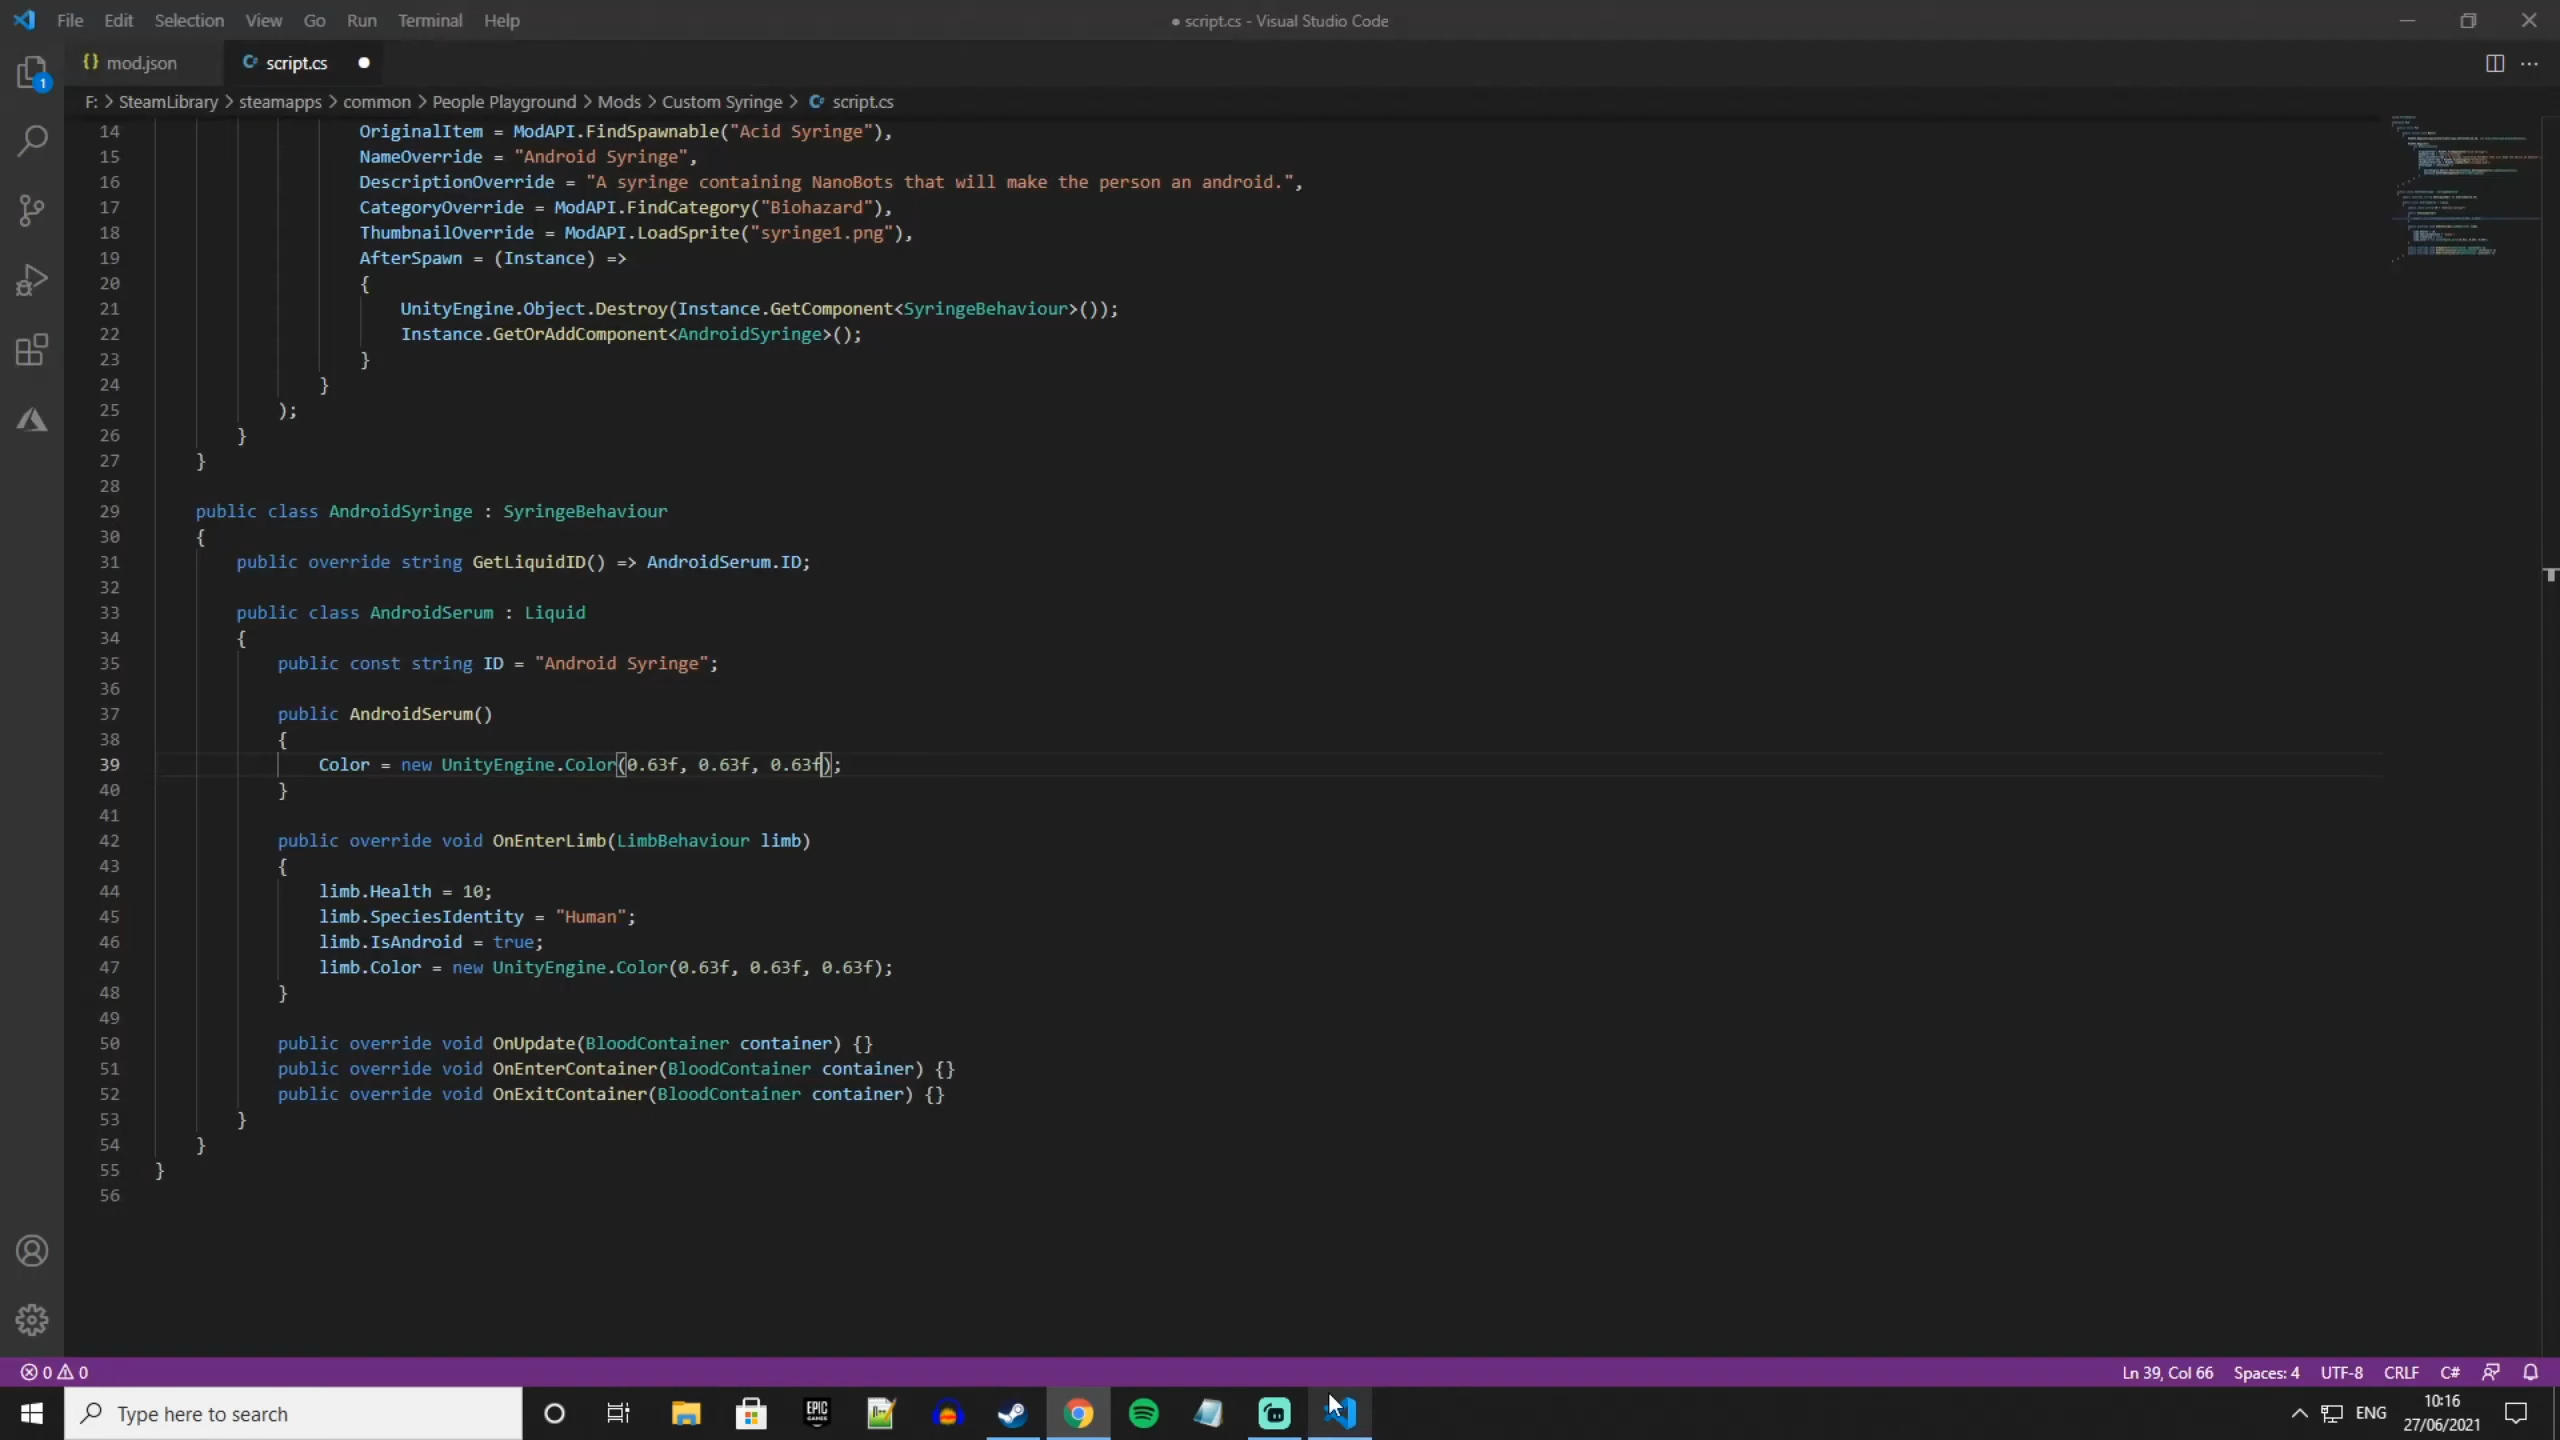 File Edit Selection View Go Run Terminal Help
● script.cs - Visual Studio Code
{} mod.json
C# script.cs ●
1
F: > SteamLibrary > steamapps > common > People Playground > Mods > Custom Syringe > C# script.cs
14 OriginalItem = ModAPI.FindSpawnable("Acid Syringe"),
15 NameOverride = "Android Syringe",
16 DescriptionOverride = "A syringe containing NanoBots that will make the person an android.",
17 CategoryOverride = ModAPI.FindCategory("Biohazard"),
18 ThumbnailOverride = ModAPI.LoadSprite("syringe1.png"),
19 AfterSpawn = (Instance) =>
20 {
21 UnityEngine.Object.Destroy(Instance.GetComponent<SyringeBehaviour>());
22 Instance.GetOrAddComponent<AndroidSyringe>();
23 }
24 }
25 );
26 }
27 }
28
29 public class AndroidSyringe : SyringeBehaviour
30 {
31 public override string GetLiquidID() => AndroidSerum.ID;
32
33 public class AndroidSerum : Liquid
34 {
35 public const string ID = "Android Syringe";
36
37 public AndroidSerum()
38 {
39 Color = new UnityEngine.Color(0.63f, 0.63f, 0.63f);
40 }
41
42 public override void OnEnterLimb(LimbBehaviour limb)
43 {
44 limb.Health = 10;
45 limb.SpeciesIdentity = "Human";
46 limb.IsAndroid = true;
47 limb.Color = new UnityEngine.Color(0.63f, 0.63f, 0.63f);
48 }
49
50 public override void OnUpdate(BloodContainer container) {}
51 public override void OnEnterContainer(BloodContainer container) {}
52 public override void OnExitContainer(BloodContainer container) {}
53 }
54 }
55 }
56
0 0 Ln 39, Col 66 Spaces: 4 UTF-8 CRLF C#
Type here to search
EPIC GAMES
ENG
10:16
27/06/2021